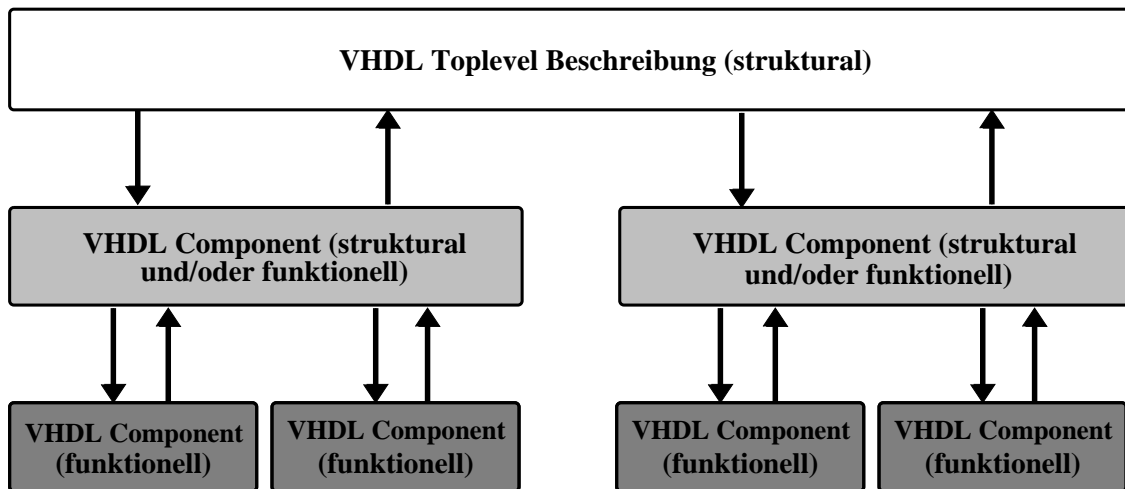 VHDL Toplevel Beschreibung (struktural)
VHDL Component (struktural
und/oder funktionell)
VHDL Component (struktural
und/oder funktionell)
VHDL Component
(funktionell)
VHDL Component
(funktionell)
VHDL Component
(funktionell)
VHDL Component
(funktionell)